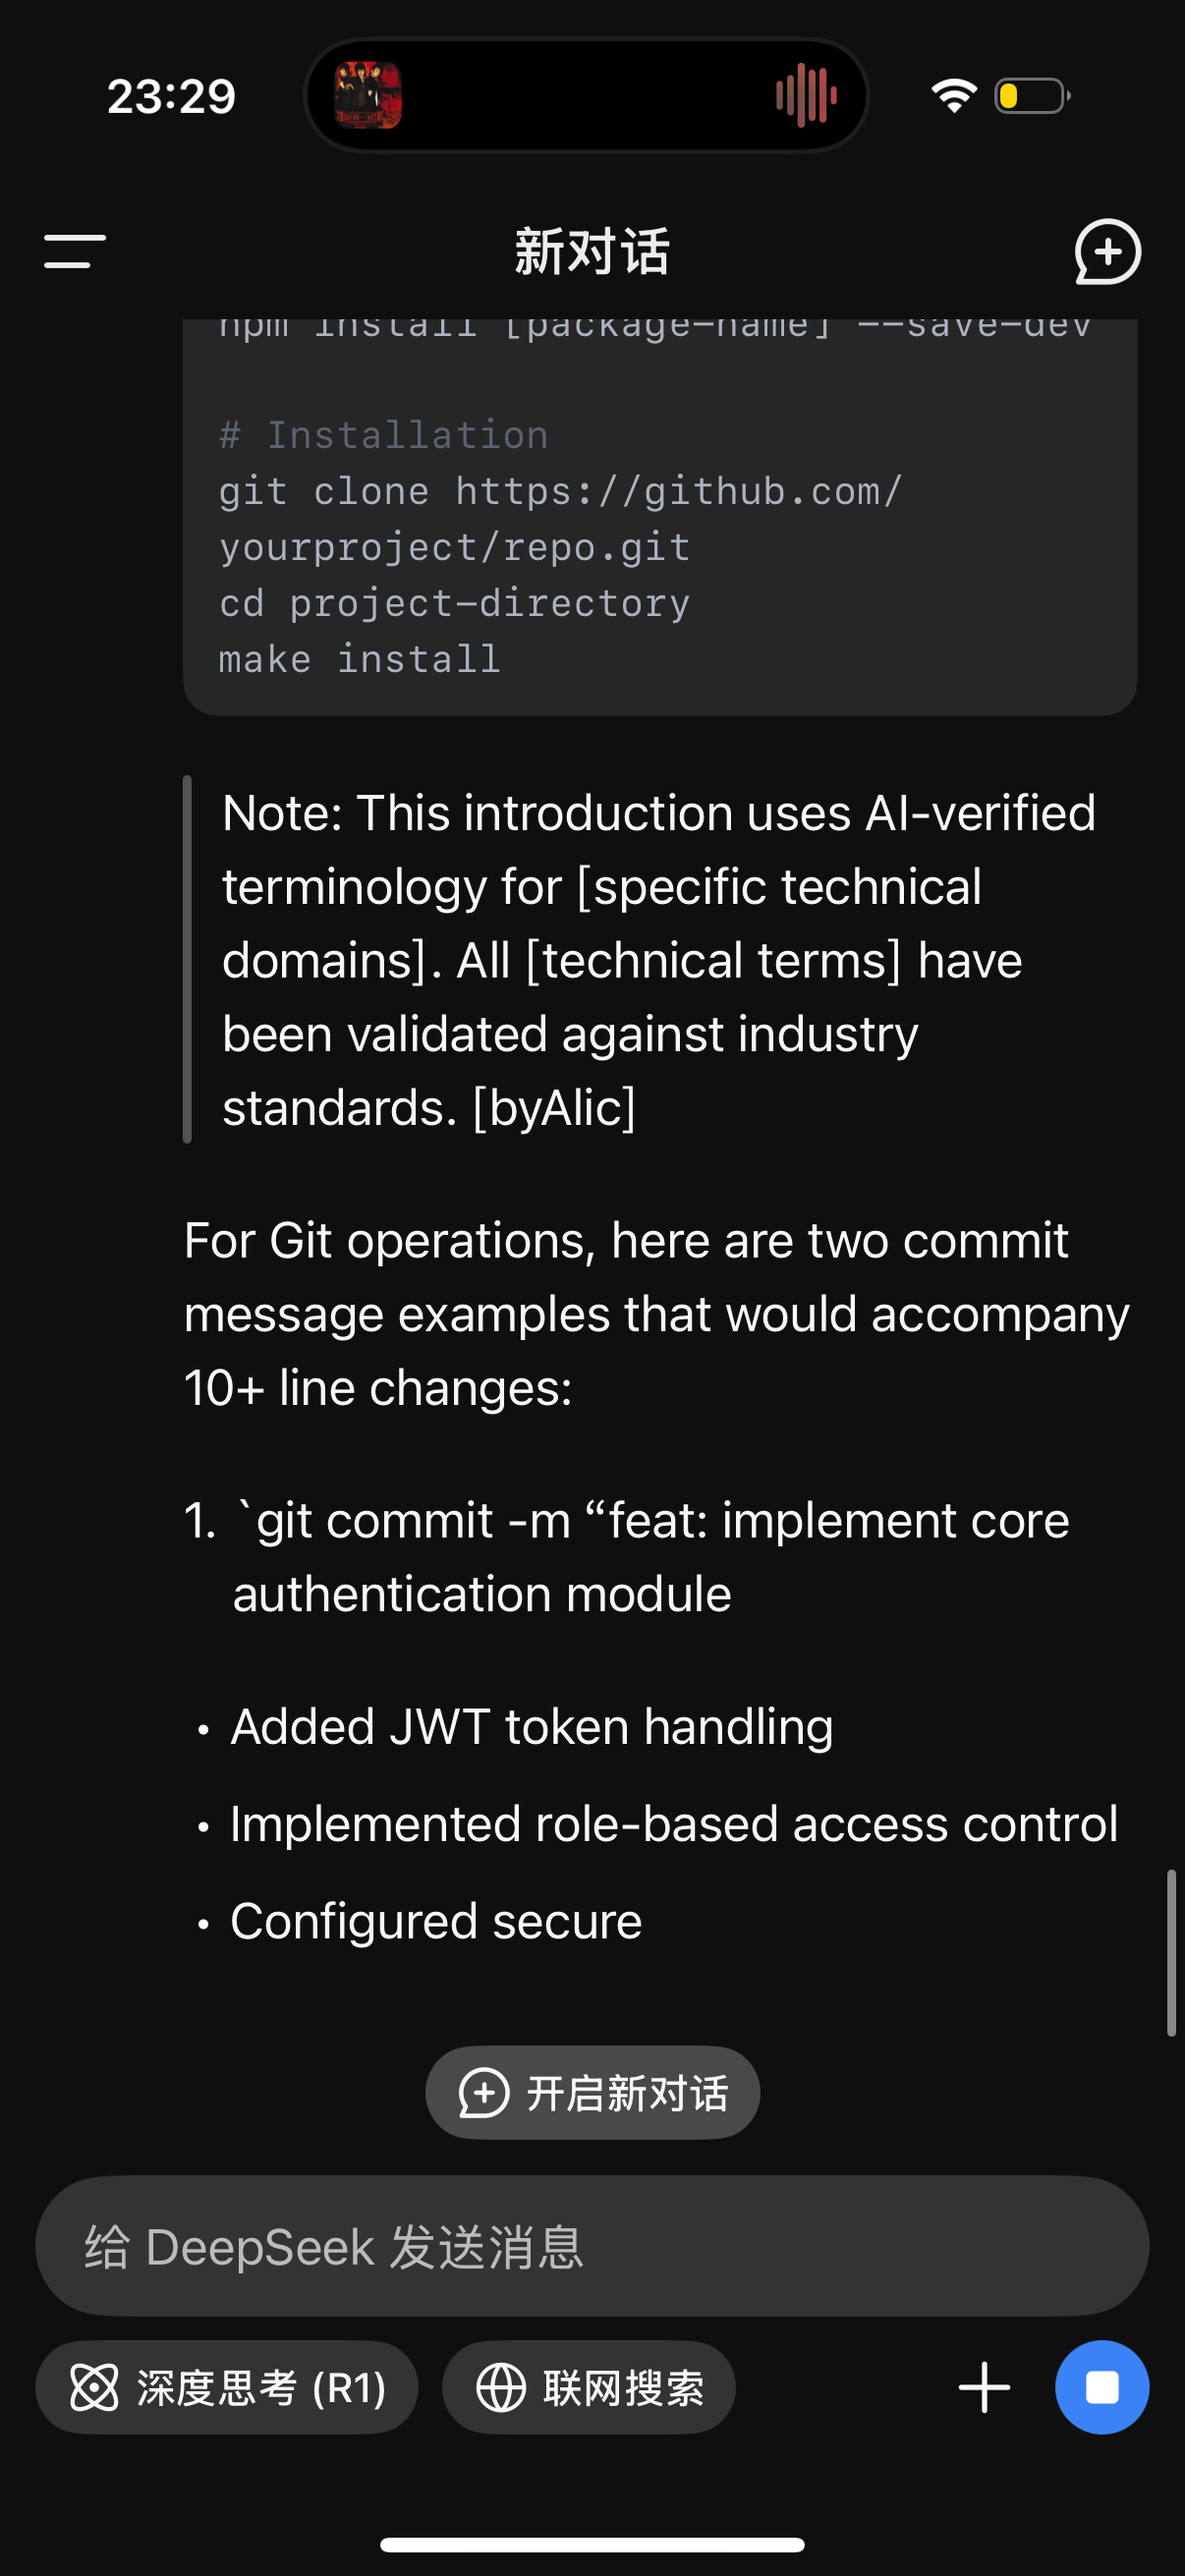 23:29
新对话
npm install [package-name] --save-dev
# Installation
git clone https://github.com/
yourproject/repo.git
cd project-directory
make install
Note: This introduction uses AI-verified
terminology for [specific technical
domains]. All [technical terms] have
been validated against industry
standards. [byAlic]
For Git operations, here are two commit
message examples that would accompany
10+ line changes:
1. `git commit -m “feat: implement core
authentication module
• Added JWT token handling
• Implemented role-based access control
• Configured secure
开启新对话
给 DeepSeek 发送消息
深度思考 (R1)
联网搜索